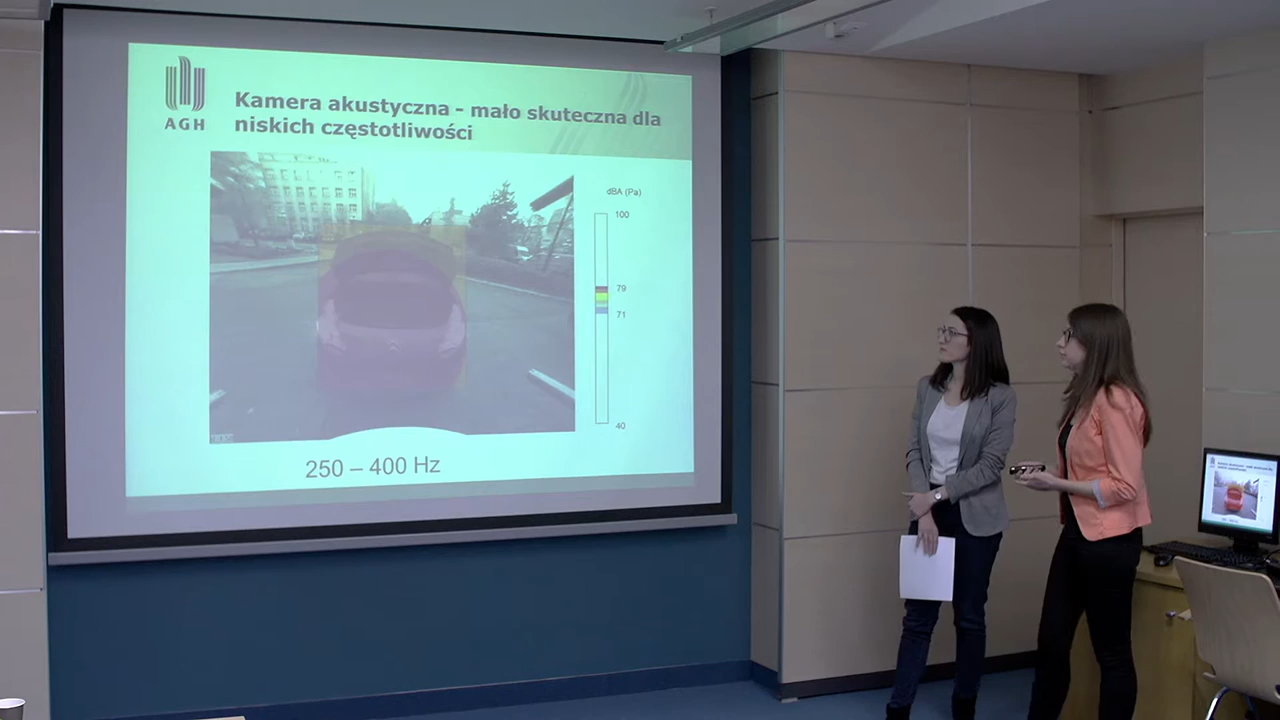 AGH
Kamera akustyczna - mało skuteczna dla
niskich częstotliwości
dBA (Pa)
100
79
71
40
250 – 400 Hz